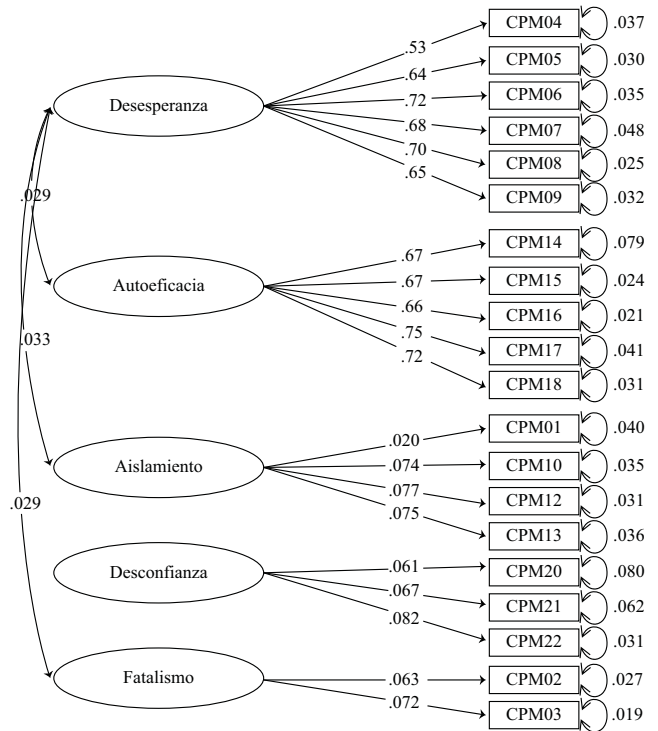 CPM04 .037
.53
CPM05 .030
.64
CPM06 .035
.72
Desesperanza
CPM07 .048
.68
CPM08 .025
.70
.65
CPM09 .032
.029
CPM14 .079
.67
CPM15 .024
.67
Autoeficacia
CPM16 .021
.66
CPM17 .041
.75
.72
CPM18 .031
.033
CPM01 .040
.020
CPM10 .035
.074
Aislamiento
CPM12 .031
.077
.075
CPM13 .036
.029
CPM20 .080
.061
Desconfianza
.067
CPM21 .062
.082
CPM22 .031
Fatalismo
.063
CPM02 .027
.072
CPM03 .019